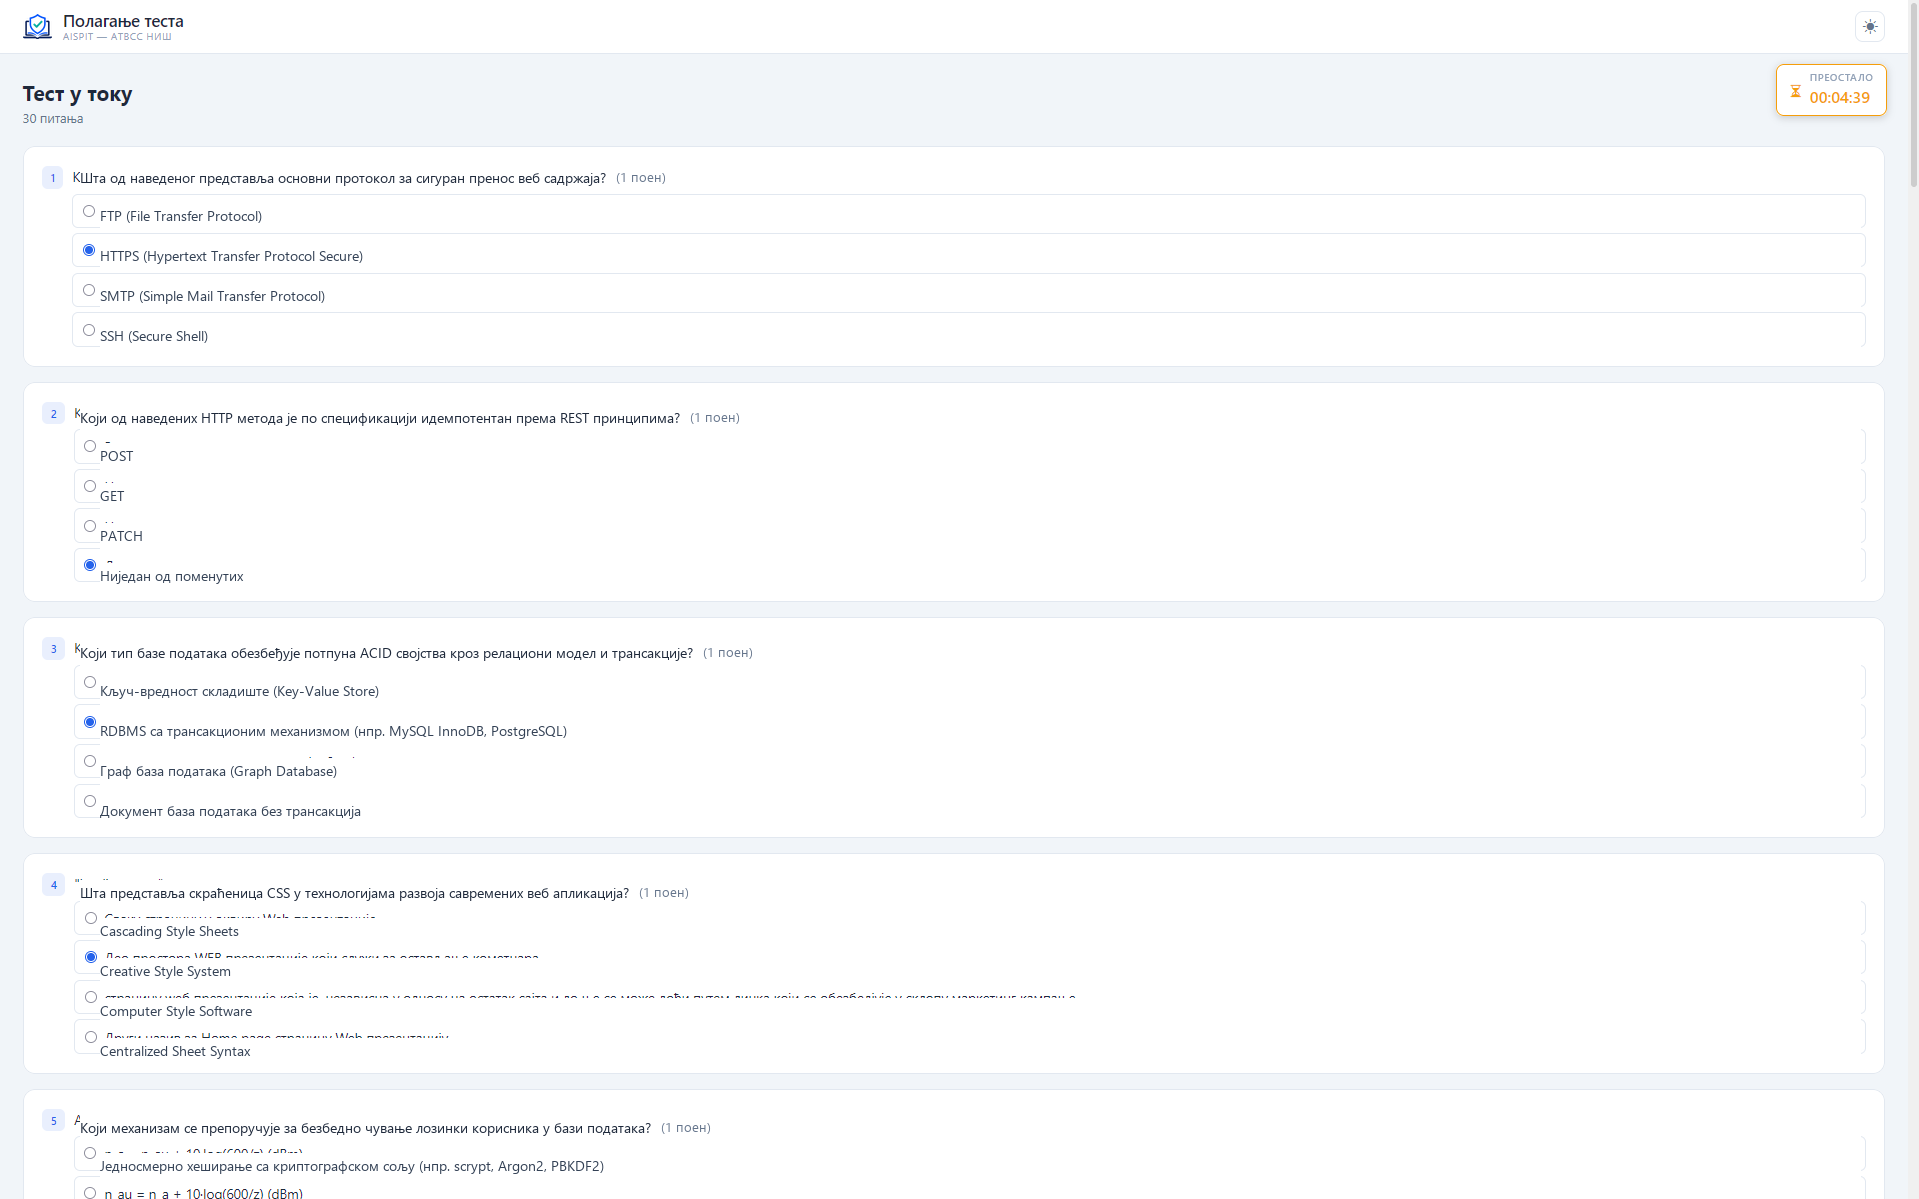 Полагање теста
AISPIT — АТВСС НИШ
ПРЕОСТАЛО
00:04:39
Тест у току
30 питања
1 Шта од наведеног представља основни протокол за сигуран пренос веб садржаја? (1 поен)
FTP (File Transfer Protocol)
HTTPS (Hypertext Transfer Protocol Secure)
SMTP (Simple Mail Transfer Protocol)
SSH (Secure Shell)
2 Који од наведених HTTP метода је по спецификацији идемпотентан према REST принципима? (1 поен)
POST
GET
PATCH
Ниједан од поменутих
3 Који тип базе података обезбеђује потпуна ACID својства кроз релациони модел и трансакције? (1 поен)
Кључ-вредност складиште (Key-Value Store)
RDBMS са трансакционим механизмом (нпр. MySQL InnoDB, PostgreSQL)
Граф база података (Graph Database)
Документ база података без трансакција
4 Шта представља скраћеница CSS у технологијама развоја савремених веб апликација? (1 поен)
Cascading Style Sheets
Creative Style System
Computer Style Software
Centralized Sheet Syntax
5 Који механизам се препоручује за безбедно чување лозинки корисника у бази података? (1 поен)
Једносмерно хеширање са криптографском сољу (нпр. scrypt, Argon2, PBKDF2)
n_au = n_a + 10·log(600/z) (dBm)